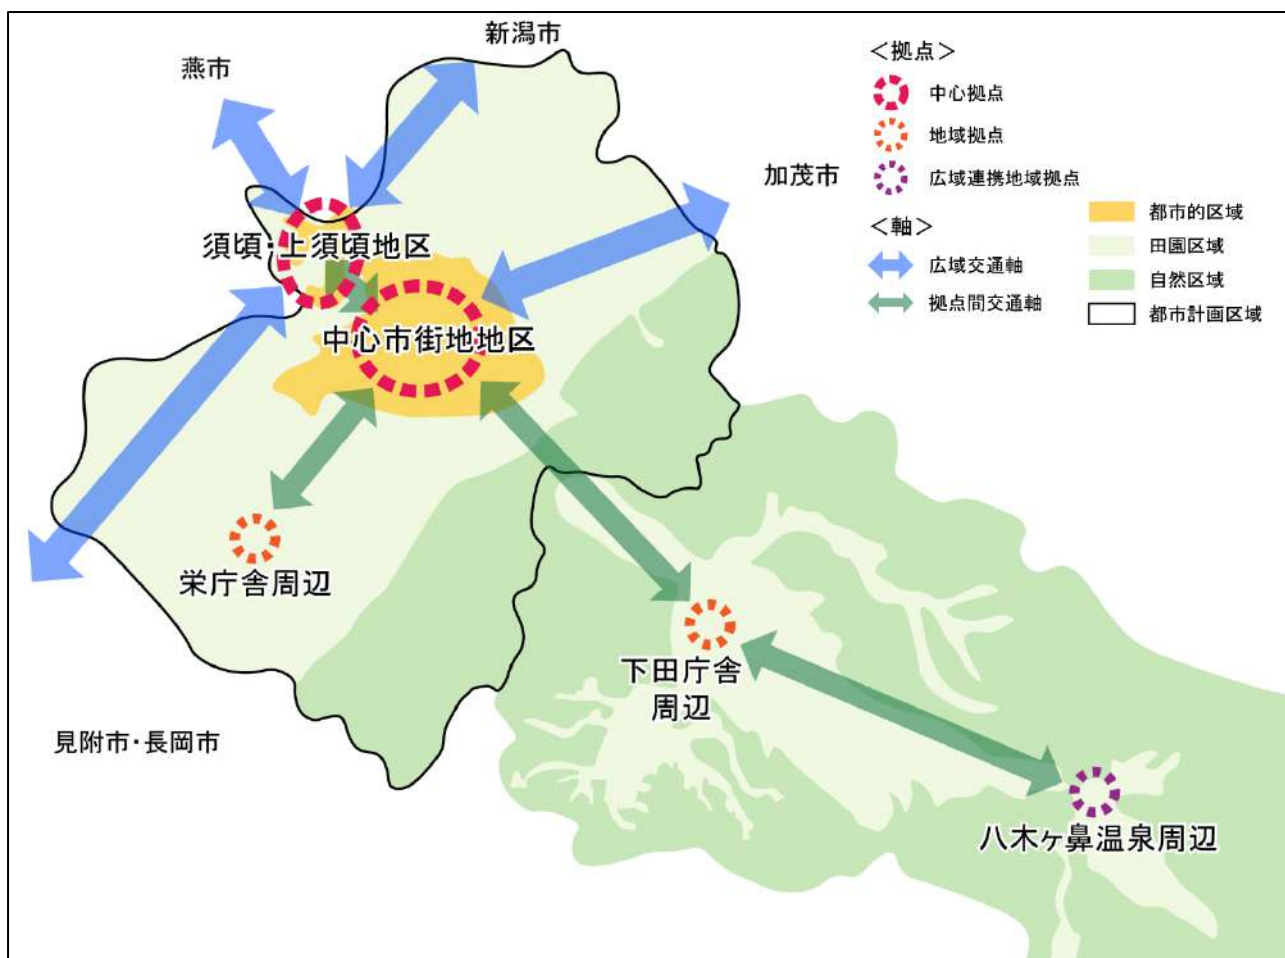 新潟市
燕市
加茂市
須頃・上須頃地区
中心市街地地区
栄庁舎周辺
下田庁舎
周辺
見附市・長岡市
八木ヶ鼻温泉周辺
＜拠点＞
中心拠点
地域拠点
広域連携地域拠点
＜軸＞
広域交通軸
拠点間交通軸
都市的区域
田園区域
自然区域
都市計画区域